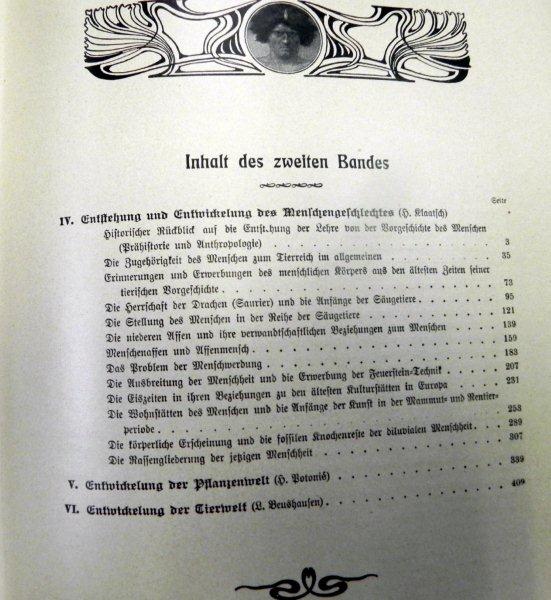 Inhalt des zweiten Bandes
Seite
IV. Entstehung und Entwickelung des Menschengeschlechtes (H. Klaatsch)
Historischer Rückblick auf die Entstehung der Lehre von der Vorgeschichte des Menschen
(Prähistorie und Anthropologie) . . . 3
Die Zugehörigkeit des Menschen zum Tierreich im allgemeinen . . . 35
Erinnerungen und Erwerbungen des menschlichen Körpers aus den ältesten Zeiten seiner
tierischen Vorgeschichte . . . 73
Die Herrschaft der Drachen (Saurier) und die Anfänge der Säugetiere . . . 95
Die Stellung des Menschen in der Reihe der Säugetiere . . . 121
Die niederen Affen und ihre verwandtschaftlichen Beziehungen zum Menschen . . . 139
Menschenaffen und Affenmensch . . . 159
Das Problem der Menschwerdung . . . 183
Die Ausbreitung der Menschheit und die Erwerbung der Feuerstein-Technik . . . 207
Die Eiszeiten in ihren Beziehungen zu den ältesten Kulturstätten in Europa . . . 231
Die Wohnstätten des Menschen und die Anfänge der Kunst in der Mammut- und Rentier-
periode . . . 253
Die körperliche Erscheinung und die fossilen Knochenreste der diluvialen Menschheit . . . 289
Die Rassengliederung der jetzigen Menschheit . . . 307
V. Entwickelung der Pflanzenwelt (H. Potonié) . . . 339
VI. Entwickelung der Tierwelt (L. Beushausen) . . . 409